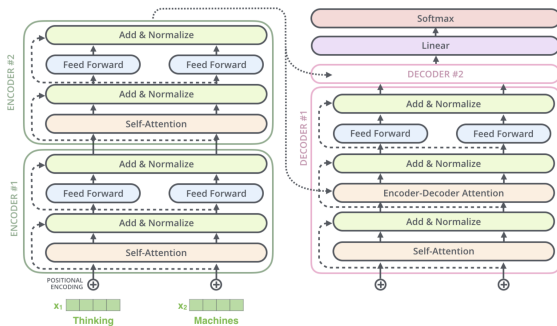 ENCODER #2
Add & Normalize
Feed Forward Feed Forward
Add & Normalize
Self-Attention
ENCODER #1
Add & Normalize
Feed Forward Feed Forward
Add & Normalize
Self-Attention
POSITIONAL
ENCODING
x1 x2
Thinking Machines
Softmax
Linear
DECODER #2
DECODER #1
Add & Normalize
Feed Forward Feed Forward
Add & Normalize
Encoder-Decoder Attention
Add & Normalize
Self-Attention